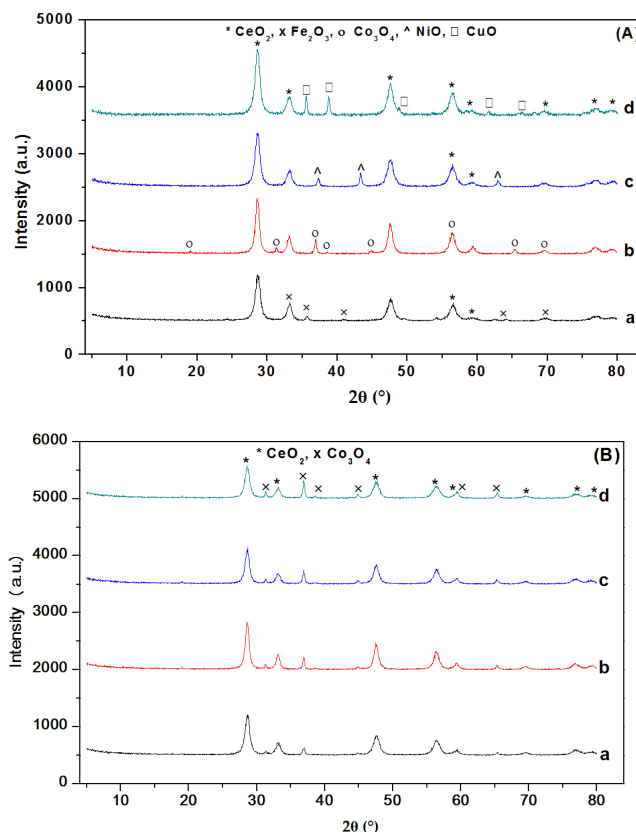 * CeO2, x Fe2O3, o Co3O4, ^ NiO, □ CuO (A)
5000
4000
3000
2000
1000
0
Intensity (a.u.)
* * □ □ * □ * * □ □ * * *
d
^ ^ * * ^
c
o o o o o o o o
b
× × × * * × ×
a
10 20 30 40 50 60 70 80
2θ (°)
* CeO2, x Co3O4 (B)
6000
5000
4000
3000
2000
1000
0
Intensity ( a.u.)
* × * × × × * * * × × * * *
d
c
b
a
10 20 30 40 50 60 70 80
2θ (°)